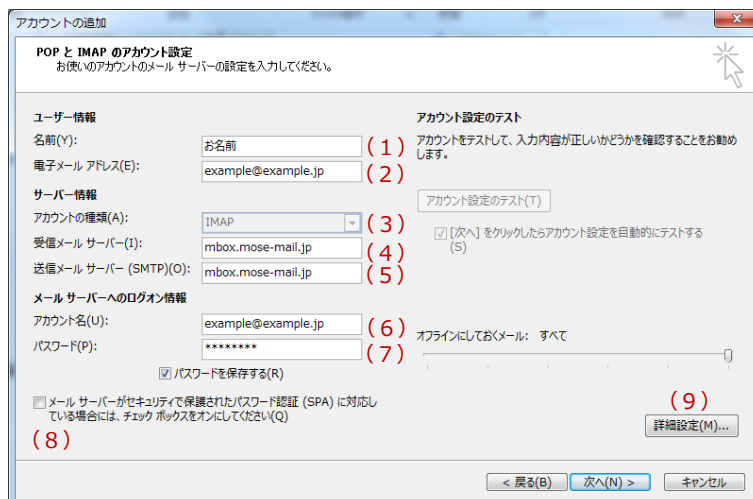 アカウントの追加
POP と IMAP のアカウント設定
お使いのアカウントのメール サーバーの設定を入力してください。
ユーザー情報
名前(Y):
お名前
(1)
電子メール アドレス(E):
example@example.jp
(2)
サーバー情報
アカウントの種類(A):
IMAP
(3)
受信メール サーバー(I):
mbox.mose-mail.jp
(4)
送信メール サーバー (SMTP)(O):
mbox.mose-mail.jp
(5)
メール サーバーへのログオン情報
アカウント名(U):
example@example.jp
(6)
パスワード(P):
********
(7)
パスワードを保存する(R)
メール サーバーがセキュリティで保護されたパスワード認証 (SPA) に対応し
ている場合には、チェック ボックスをオンにしてください(Q)
(8)
アカウント設定のテスト
アカウントをテストして、入力内容が正しいかどうかを確認することをお勧め
します。
アカウント設定のテスト(T)
[次へ] をクリックしたらアカウント設定を自動的にテストする
(S)
オフラインにしておくメール: すべて
(9)
詳細設定(M)...
< 戻る(B)
次へ(N) >
キャンセル